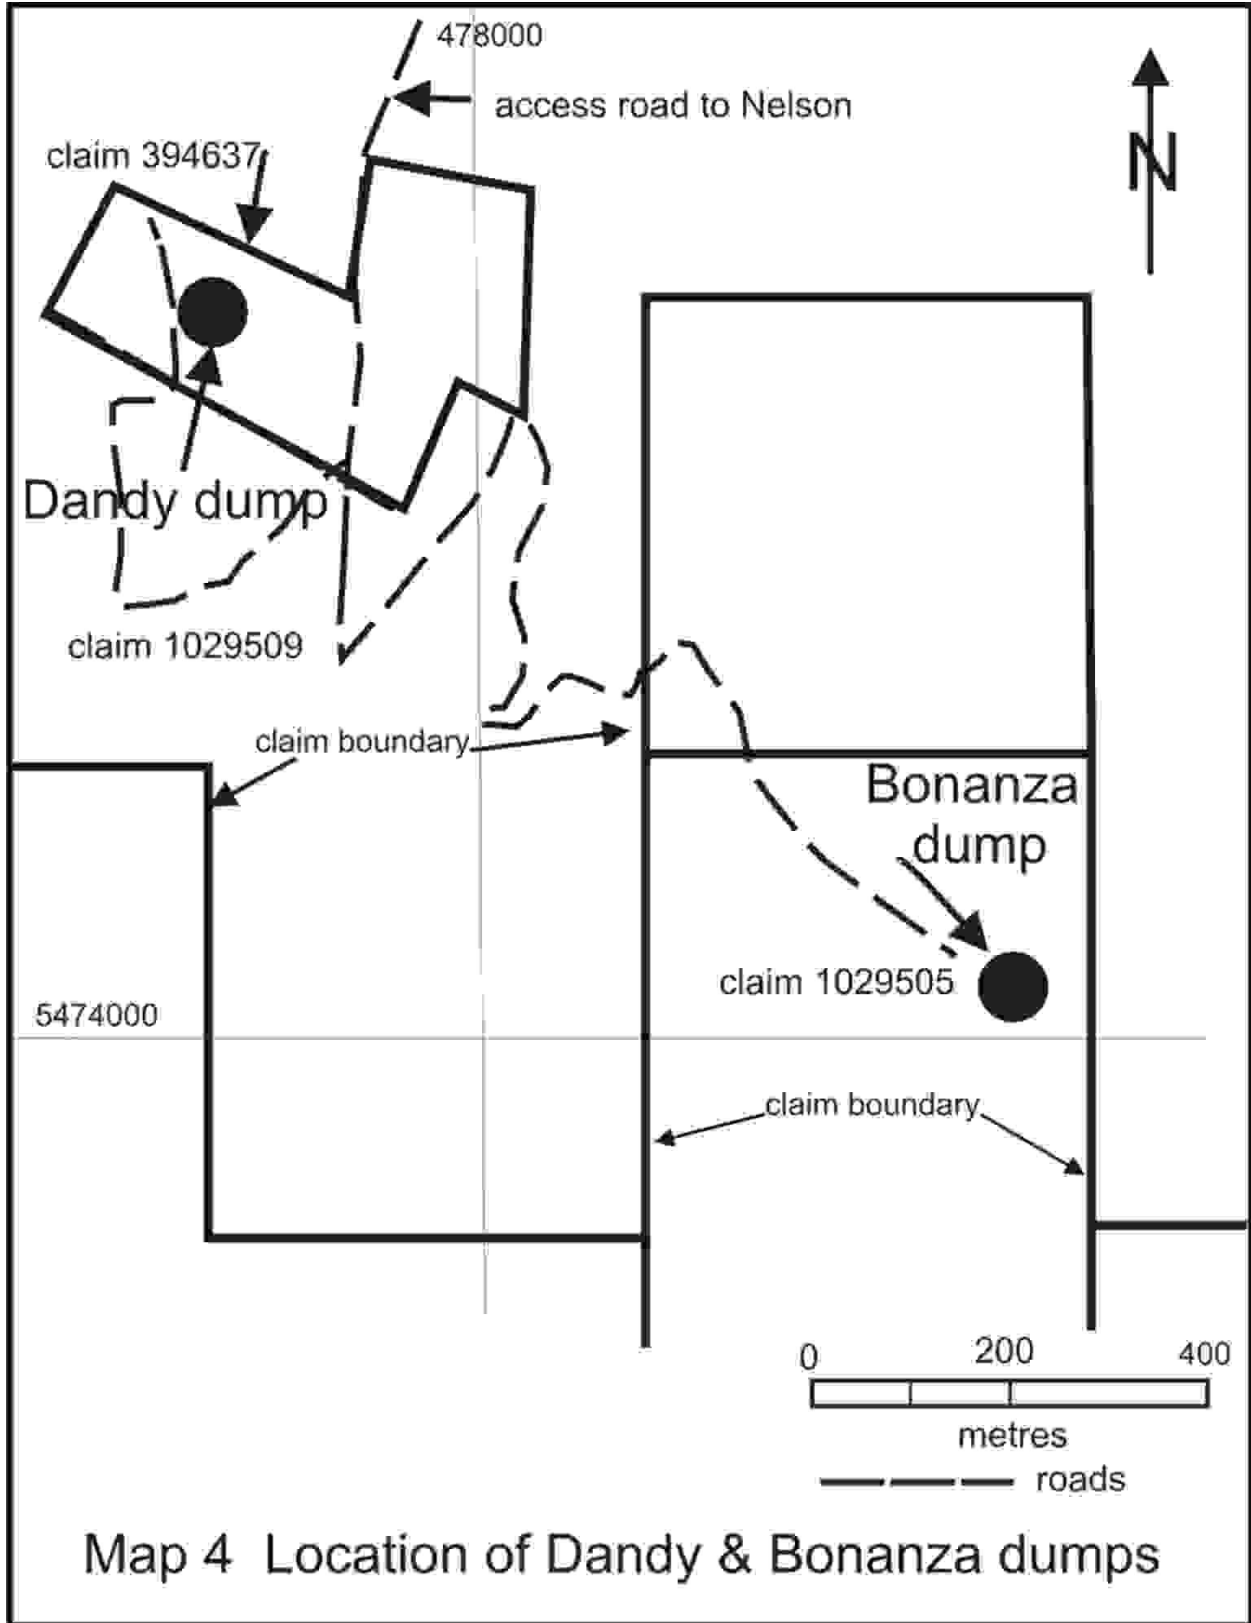 478000
access road to Nelson
N
claim 394637
Dandy dump
claim 1029509
claim boundary
Bonanza
dump
claim 1029505
5474000
claim boundary
0 200 400
metres
roads
Map 4 Location of Dandy & Bonanza dumps